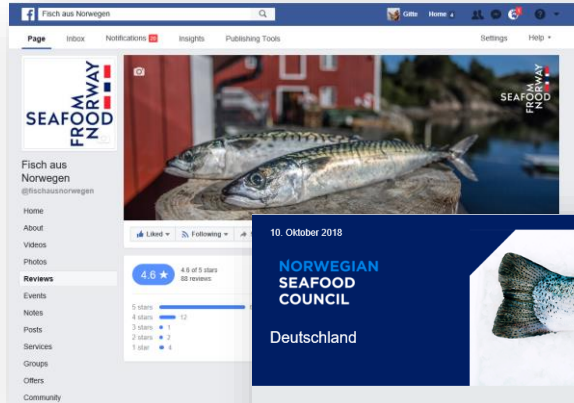 Fisch aus Norwegen
Gitte
Home 4
Page
Inbox
Notifications
Insights
Publishing Tools
Settings
Help
SEAFOOD
FROM
NORWAY
SEAFOOD
FROM
NORWAY
Fisch aus
Norwegen
@fischausnorwegen
Home
About
Videos
Photos
Reviews
Events
Notes
Posts
Services
Groups
Offers
Community
Liked
Following
4.6 ★
4.6 of 5 stars
88 reviews
5 stars
4 stars 12
3 stars 1
2 stars 2
1 star 4
10. Oktober 2018
NORWEGIAN
SEAFOOD
COUNCIL
Deutschland